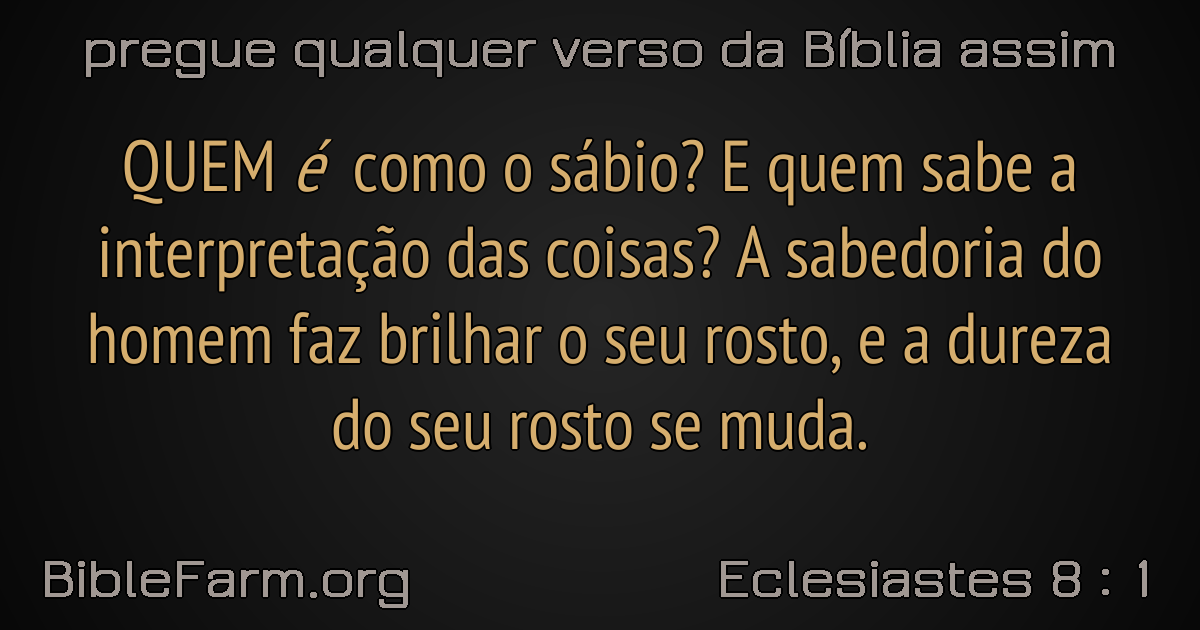 pregue qualquer verso da Bíblia assim
QUEM é como o sábio? E quem sabe a
interpretação das coisas? A sabedoria do
homem faz brilhar o seu rosto, e a dureza
do seu rosto se muda.
BibleFarm.org
Eclesiastes 8 : 1